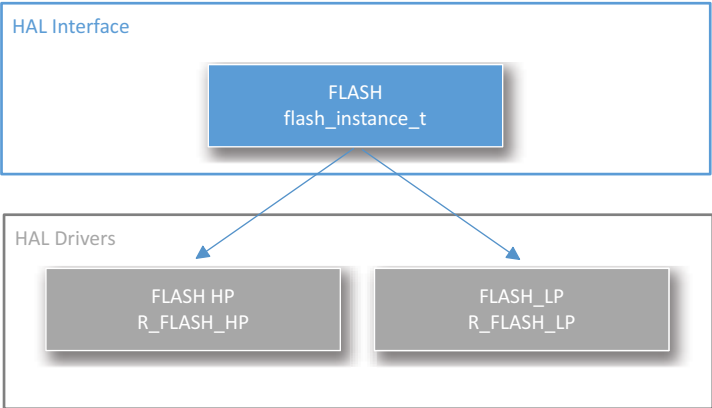 HAL Interface
FLASH
flash_instance_t
HAL Drivers
FLASH HP
R_FLASH_HP
FLASH_LP
R_FLASH_LP